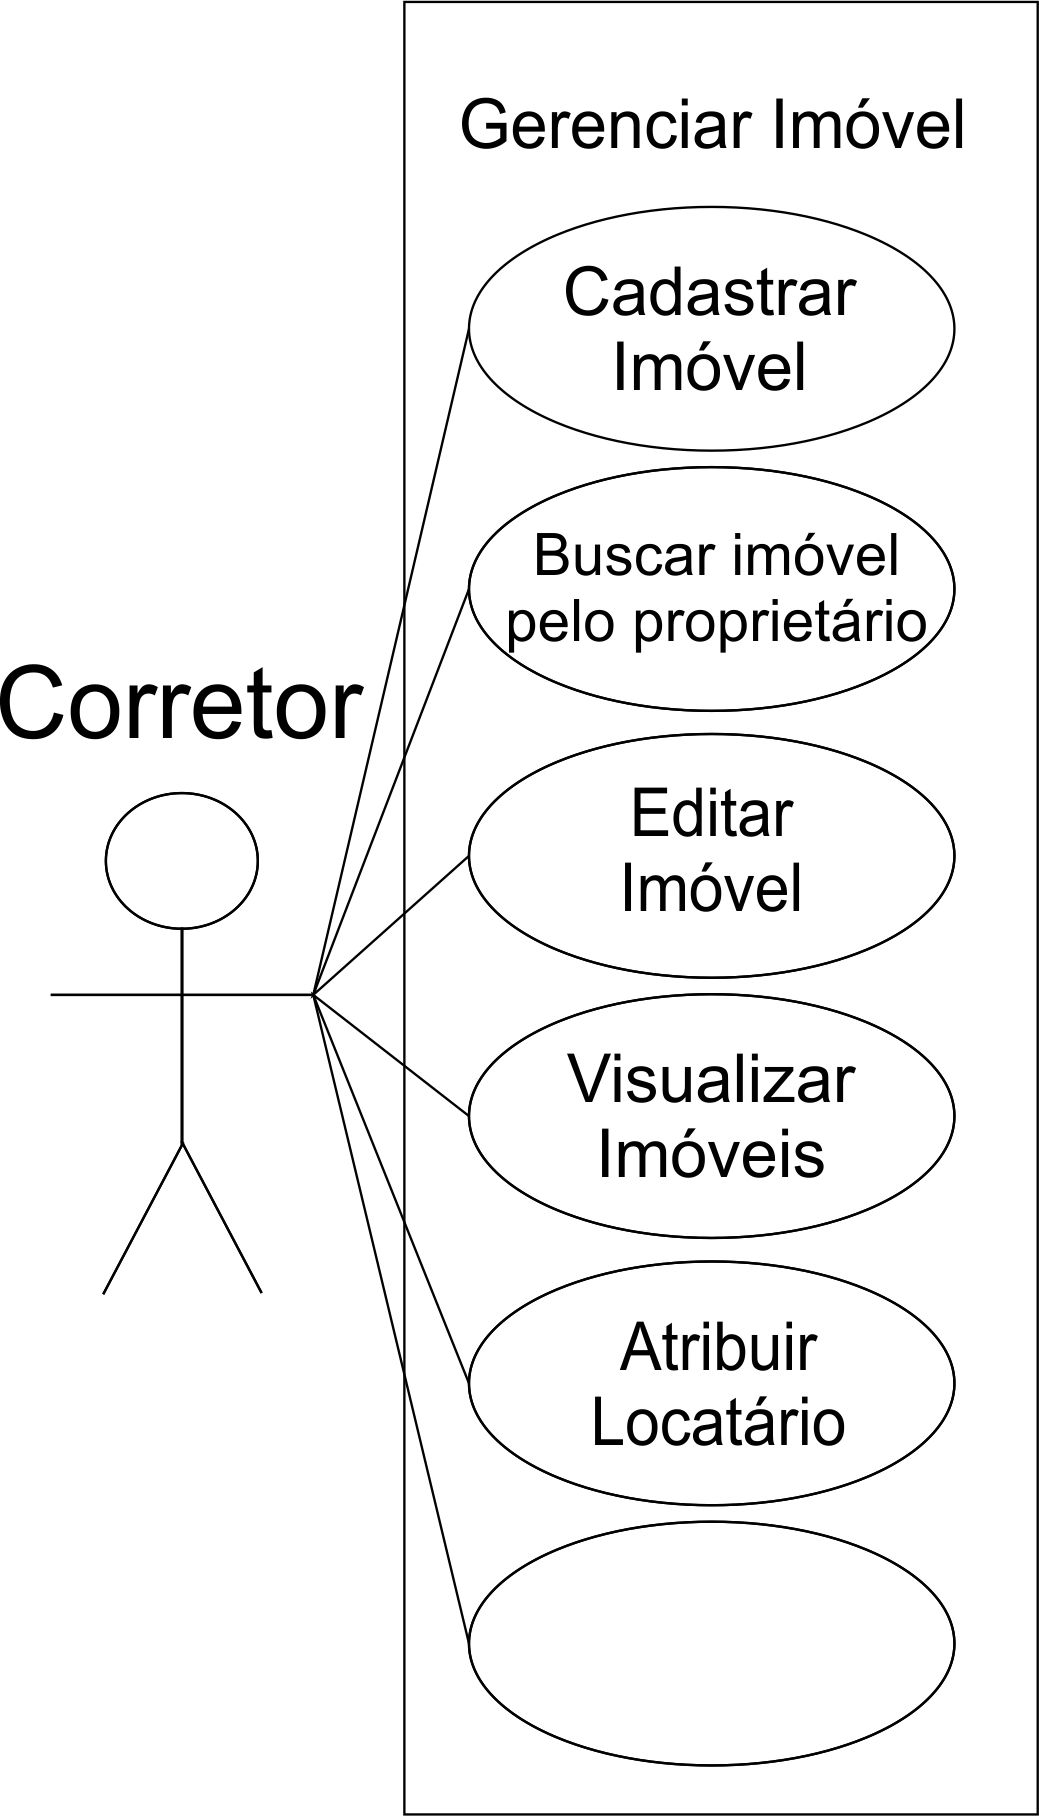 Gerenciar Imóvel
Cadastrar
Imóvel
Buscar imóvel
pelo proprietário
Corretor
Editar
Imóvel
Visualizar
Imóveis
Atribuir
Locatário